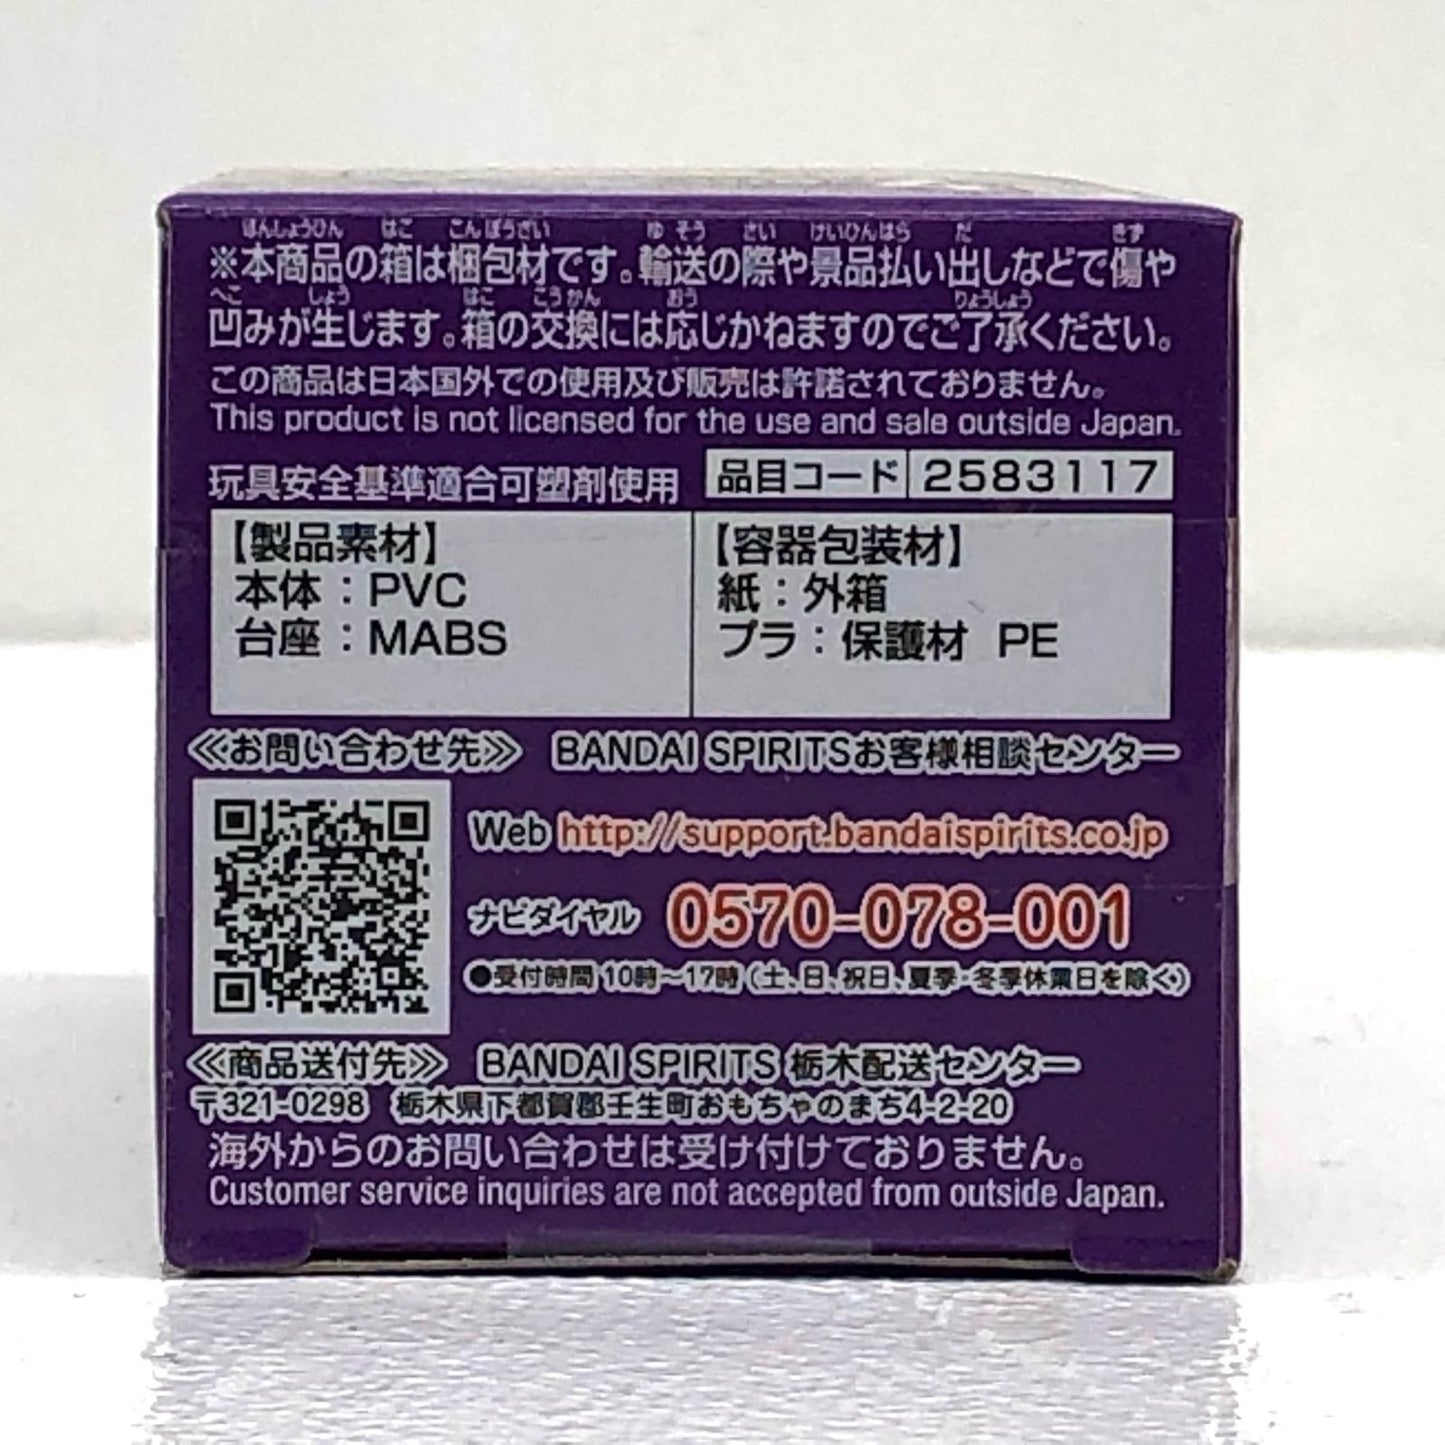 ※本商品の箱は梱包材です。輸送の際や景品払い出しなどで傷や
凹みが生じます。箱の交換には応じかねますのでご了承ください。
この商品は日本国外での使用及び販売は許諾されておりません。
This product is not licensed for the use and sale outside Japan.
玩具安全基準適合可塑剤使用 品目コード 2583117
【製品素材】
本体：PVC
台座：MABS
【容器包装材】
紙：外箱
プラ：保護材 PE
≪お問い合わせ先≫ BANDAI SPIRITSお客様相談センター
Web http://support.bandaispirits.co.jp
ナビダイヤル 0570-078-001
●受付時間 10時～17時（土、日、祝日、夏季・冬季休業日を除く）
≪商品送付先≫ BANDAI SPIRITS 栃木配送センター
〒321-0298 栃木県下都賀郡壬生町おもちゃのまち4-2-20
海外からのお問い合わせは受け付けておりません。
Customer service inquiries are not accepted from outside Japan.